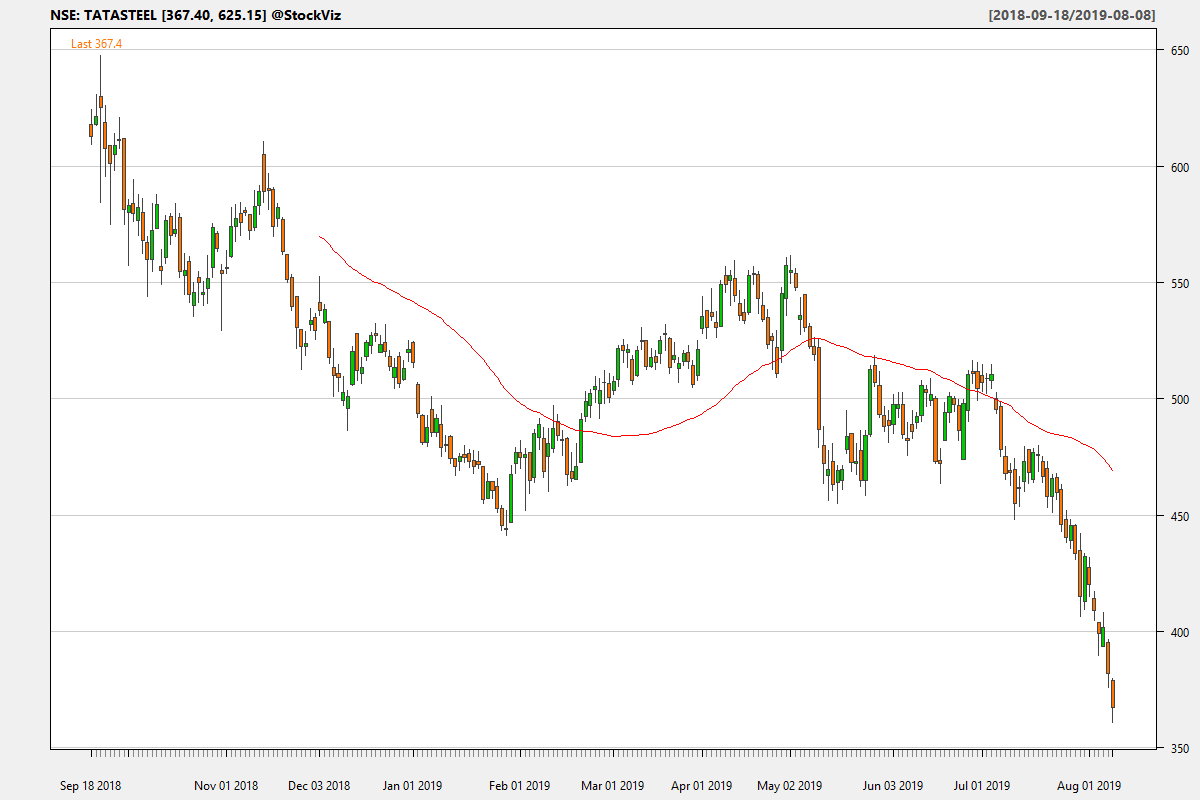 NSE: TATASTEEL [367.40, 625.15] @StockViz [2018-09-18/2019-08-08]
Last 367.4
650
600
550
500
450
400
350
Sep 18 2018 Nov 01 2018 Dec 03 2018 Jan 01 2019 Feb 01 2019 Mar 01 2019 Apr 01 2019 May 02 2019 Jun 03 2019 Jul 01 2019 Aug 01 2019